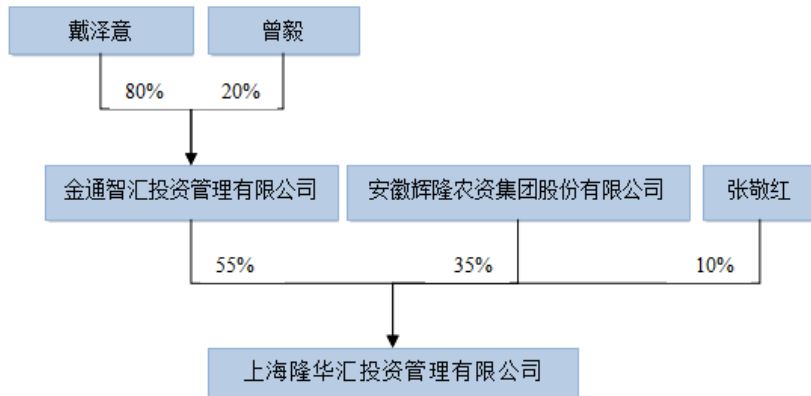 戴泽意
曾毅
80%
20%
金通智汇投资管理有限公司
安徽辉隆农资集团股份有限公司
张敬红
55%
35%
10%
上海隆华汇投资管理有限公司